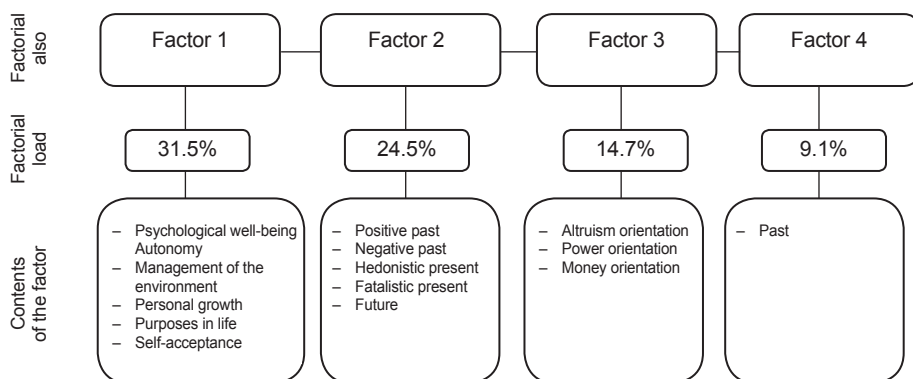 Factorial
also
Factor 1
Factor 2
Factor 3
Factor 4
Factorial
load
31.5%
24.5%
14.7%
9.1%
Contents
of the factor
– Psychological well-being
Autonomy
– Management of the
environment
– Personal growth
– Purposes in life
– Self-acceptance
– Positive past
– Negative past
– Hedonistic present
– Fatalistic present
– Future
– Altruism orientation
– Power orientation
– Money orientation
– Past